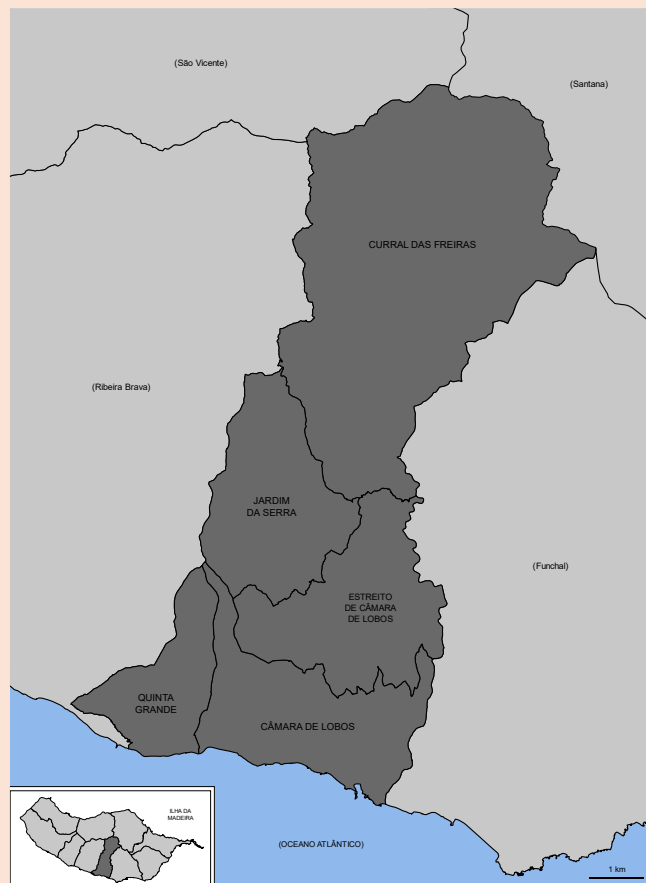 (São Vicente)
(Santana)
CURRAL DAS FREIRAS
(Ribeira Brava)
JARDIM
DA SERRA
(Funchal)
ESTREITO
DE CÂMARA
DE LOBOS
QUINTA
GRANDE
CÂMARA DE LOBOS
ILHA DA
MADEIRA
(OCEANO ATLÂNTICO)
1 km